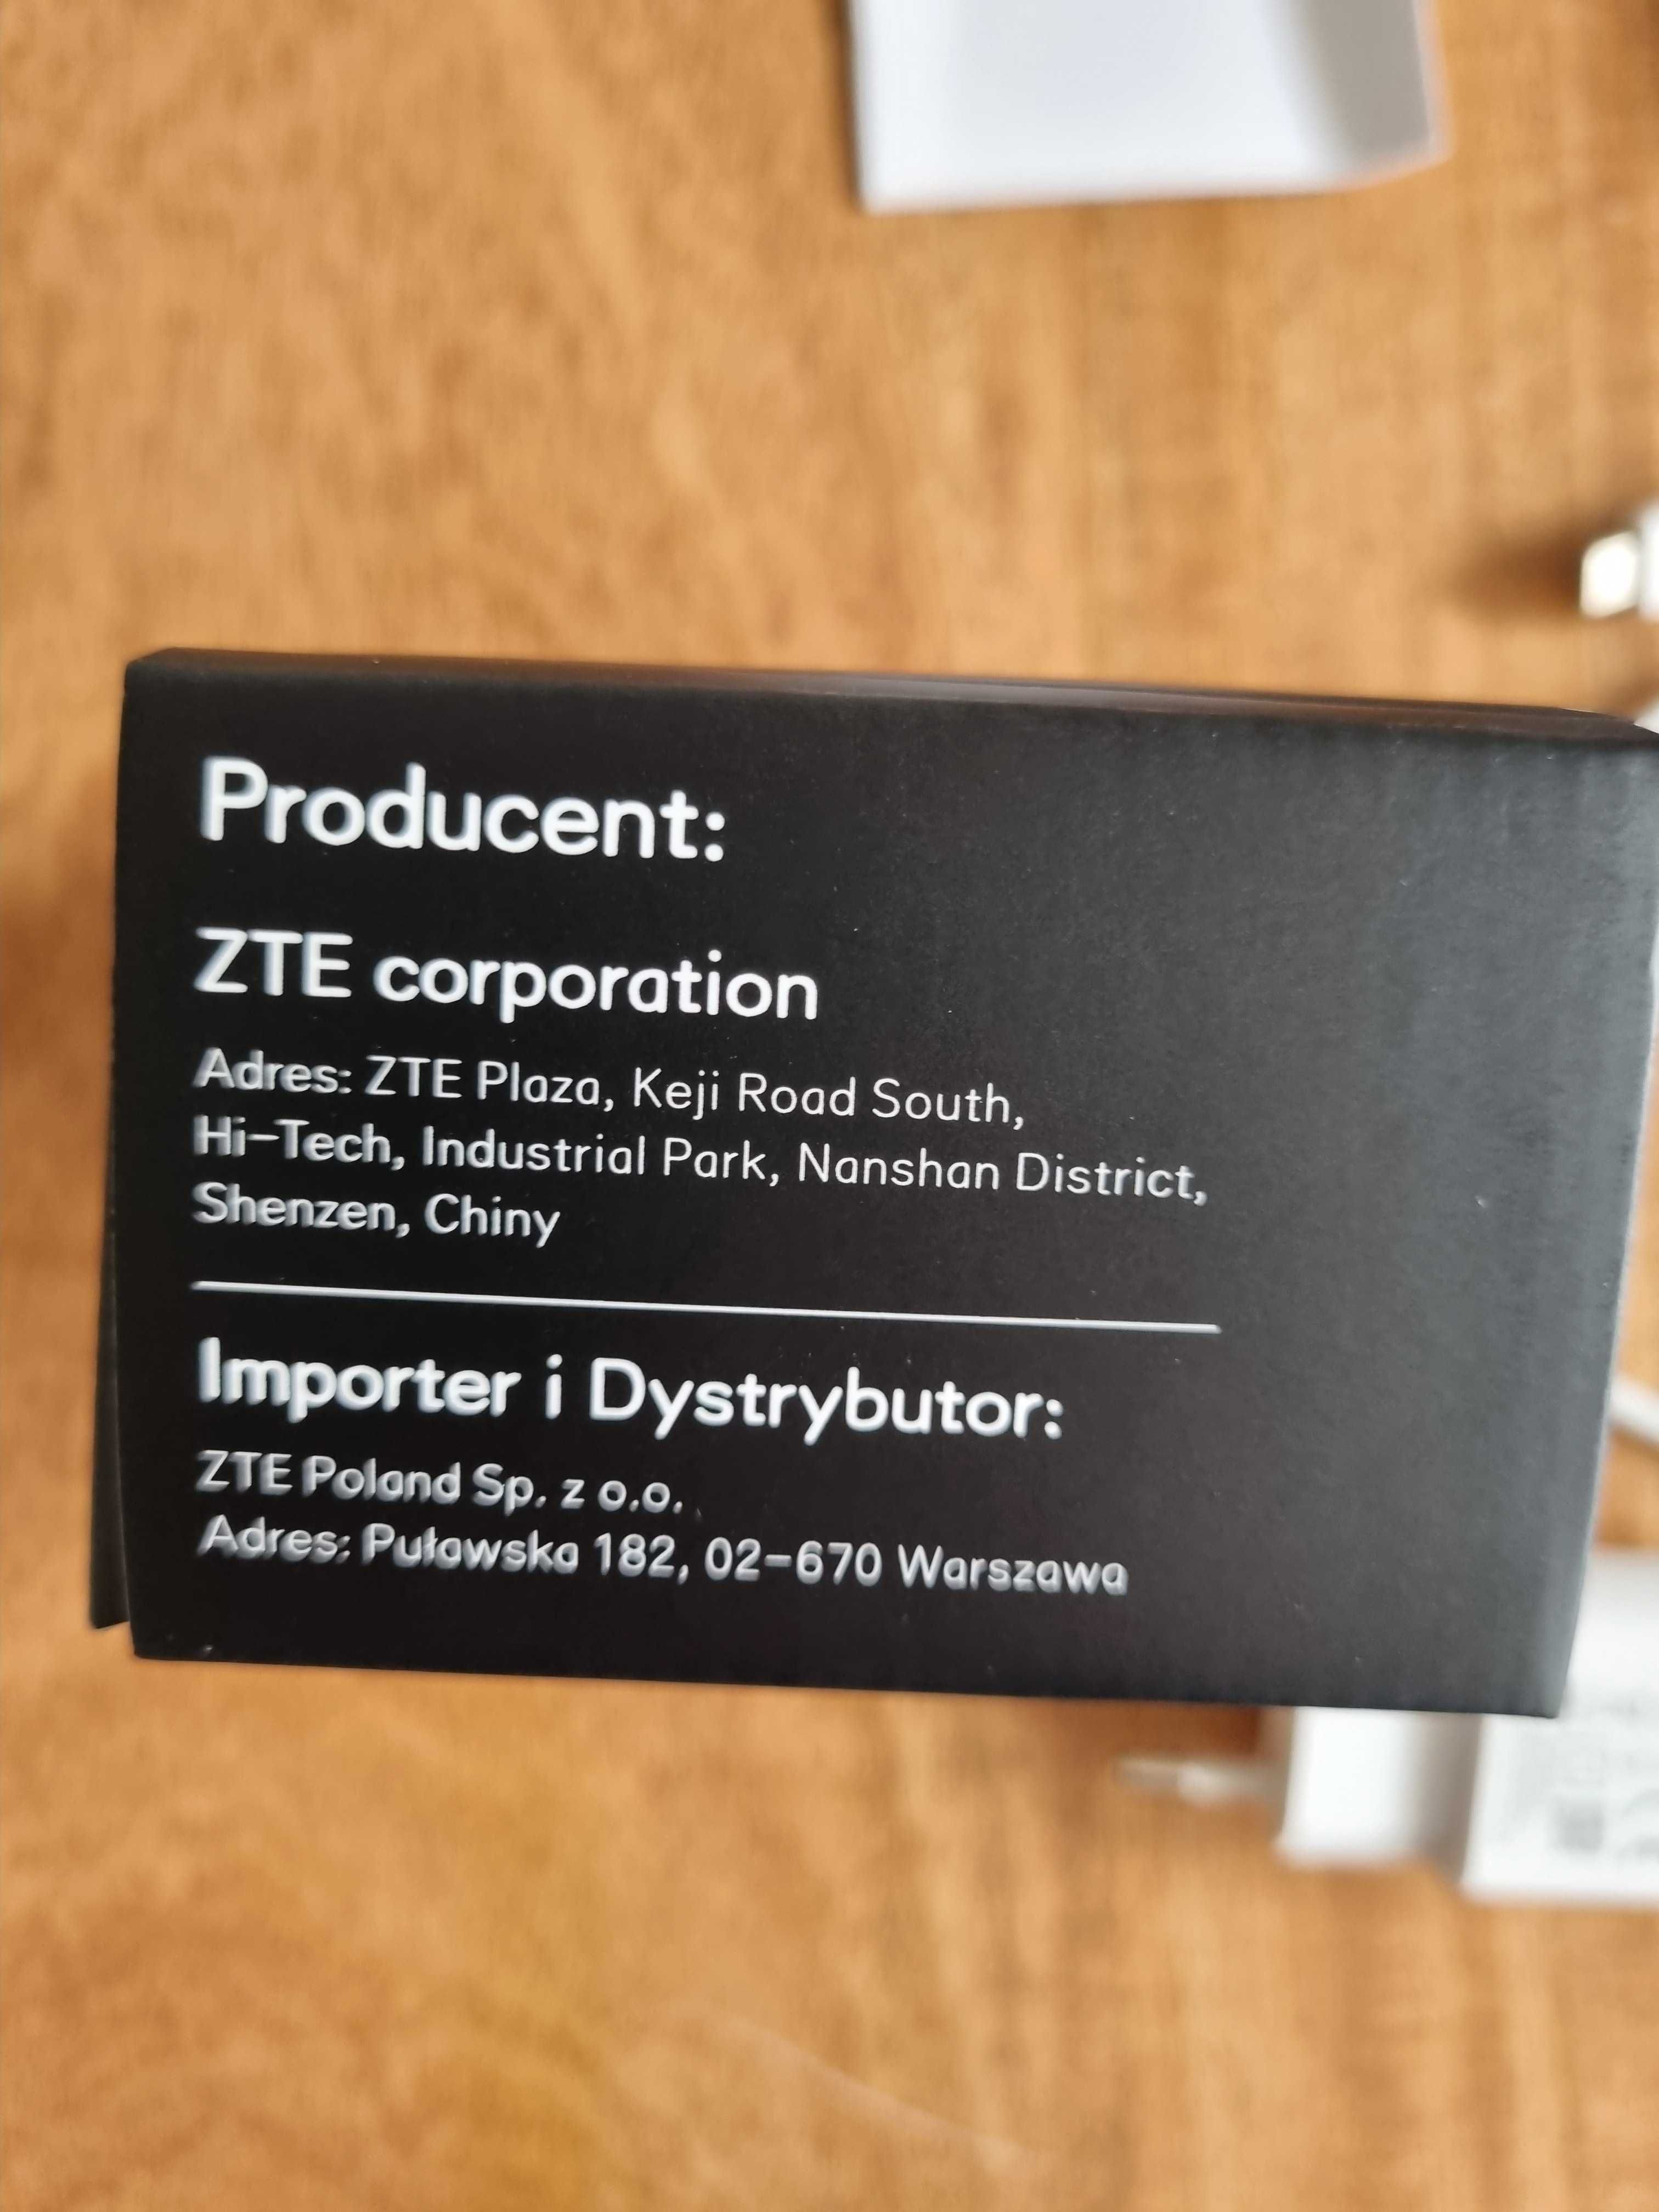 Producent:
ZTE corporation
Adres: ZTE Plaza, Keji Road South,
Hi-Tech, Industrial Park, Nanshan District,
Shenzen, Chiny
Importer i Dystrybutor:
ZTE Poland Sp. z o.o.
Adres: Puławska 182, 02-670 Warszawa